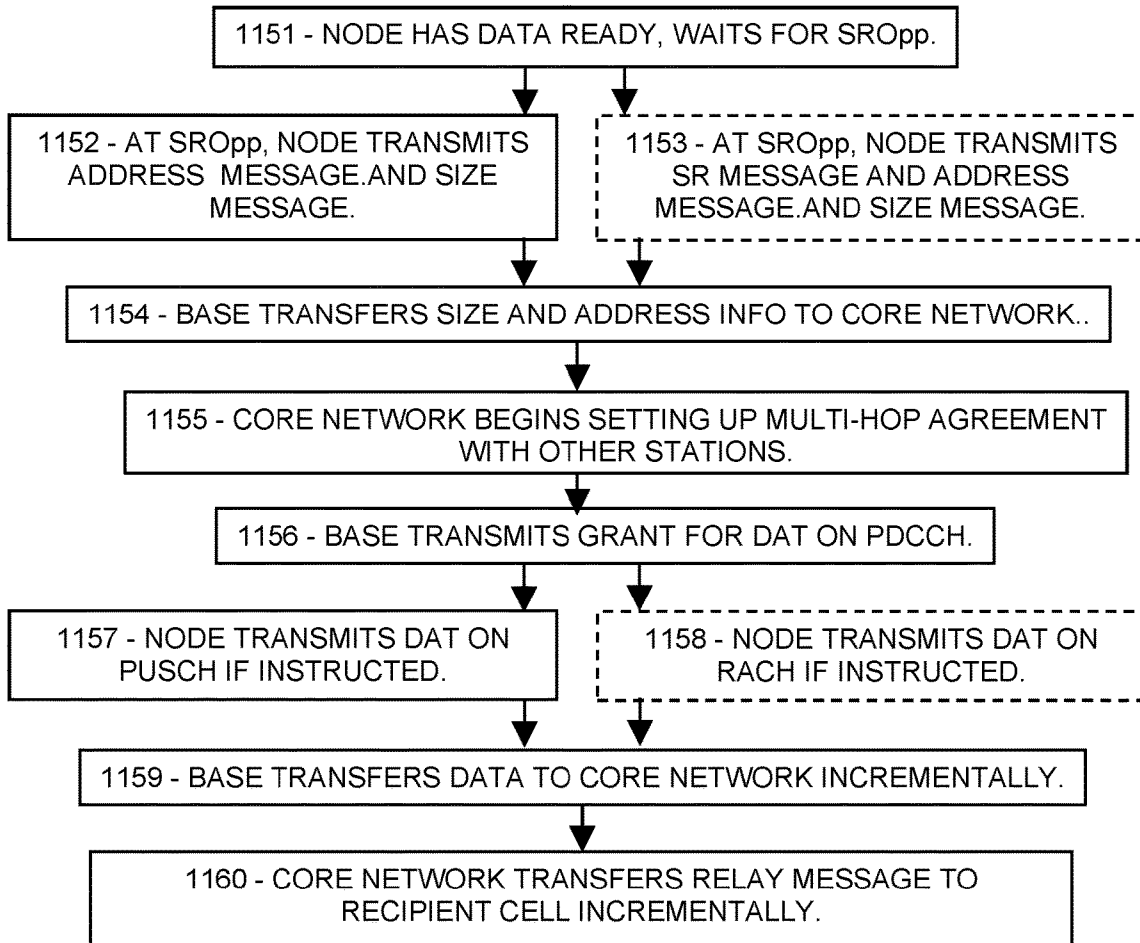 1151 - NODE HAS DATA READY, WAITS FOR SROpp.
1152 - AT SROpp, NODE TRANSMITS
ADDRESS MESSAGE.AND SIZE
MESSAGE.
1153 - AT SROpp, NODE TRANSMITS
SR MESSAGE AND ADDRESS
MESSAGE.AND SIZE MESSAGE.
1154 - BASE TRANSFERS SIZE AND ADDRESS INFO TO CORE NETWORK..
1155 - CORE NETWORK BEGINS SETTING UP MULTI-HOP AGREEMENT
WITH OTHER STATIONS.
1156 - BASE TRANSMITS GRANT FOR DAT ON PDCCH.
1157 - NODE TRANSMITS DAT ON
PUSCH IF INSTRUCTED.
1158 - NODE TRANSMITS DAT ON
RACH IF INSTRUCTED.
1159 - BASE TRANSFERS DATA TO CORE NETWORK INCREMENTALLY.
1160 - CORE NETWORK TRANSFERS RELAY MESSAGE TO
RECIPIENT CELL INCREMENTALLY.